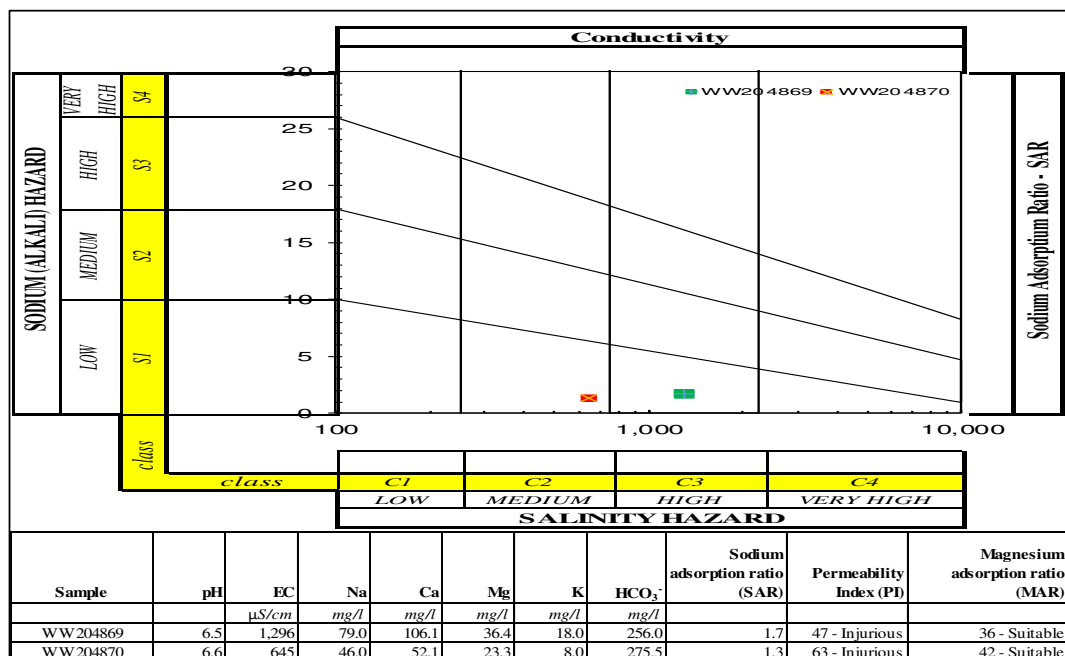 Conductivity
30
25
20
15
10
5
0
100 1,000 10,000
WW204869 WW204870
SODIUM (ALKALI) HAZARD
VERY HIGH
HIGH
MEDIUM
LOW
S4
S3
S2
S1
class
Sodium Adsorptium Ratio - SAR
class C1 C2 C3 C4
LOW MEDIUM HIGH VERY HIGH
SALINITY HAZARD
Sample pH EC Na Ca Mg K HCO₃⁻ Sodium adsorption ratio (SAR) Permeability Index (PI) Magnesium adsorption ratio (MAR)
µS/cm mg/l mg/l mg/l mg/l mg/l
WW204869 6.5 1,296 79.0 106.1 36.4 18.0 256.0 1.7 47 - Injurious 36 - Suitable
WW204870 6.6 645 46.0 52.1 23.3 8.0 275.5 1.3 63 - Injurious 42 - Suitable